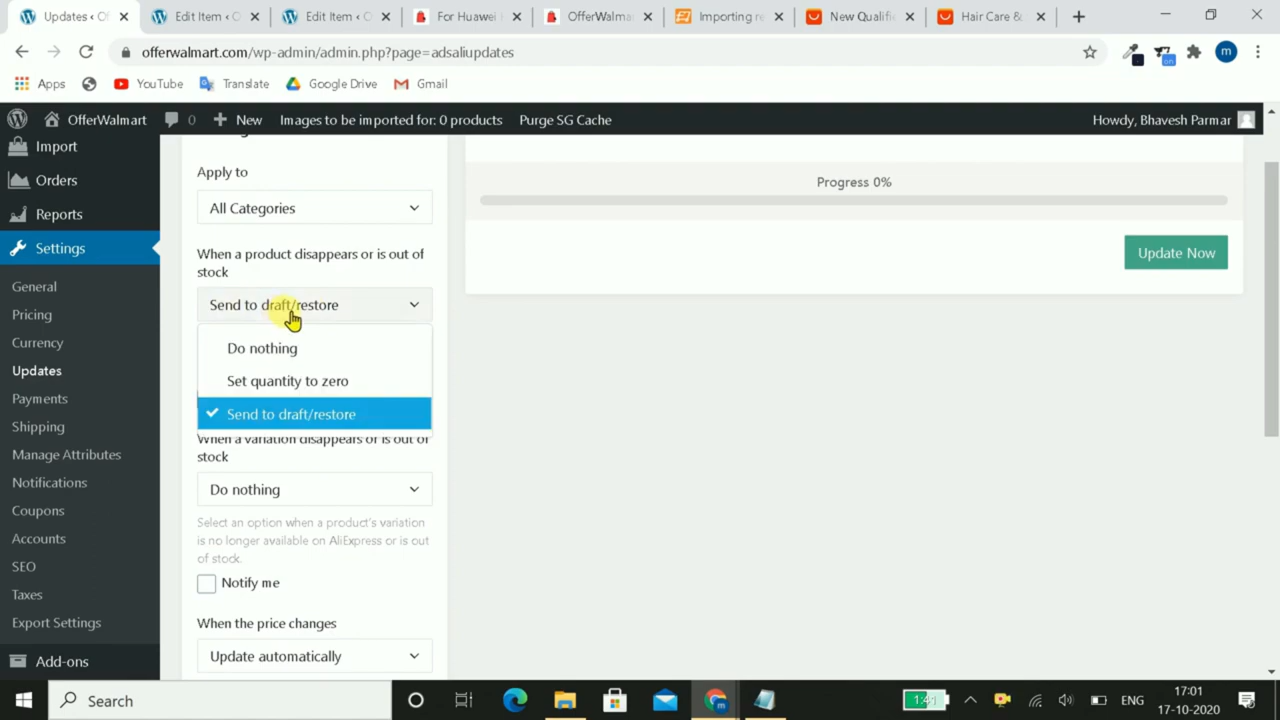 Updates < Of
Edit Item < O
Edit Item < O
For Huawei
OfferWalma
Importing re
New Qualifi
Hair Care &
offerwalmart.com/wp-admin/admin.php?page=adsaliupdates
m
on
Apps
YouTube
Translate
Google Drive
Gmail
OfferWalmart
0
New
Images to be imported for: 0 products
Purge SG Cache
Howdy, Bhavesh Parmar
Import
Orders
Reports
Settings
General
Pricing
Currency
Updates
Payments
Shipping
Manage Attributes
Notifications
Coupons
Accounts
SEO
Taxes
Export Settings
Add-ons
Apply to
All Categories
When a product disappears or is out of
stock
Send to draft/restore
Do nothing
Set quantity to zero
Send to draft/restore
When a variation disappears or is out of
stock
Do nothing
Select an option when a product's variation
is no longer available on AliExpress or is out
of stock.
Notify me
When the price changes
Update automatically
Progress 0%
Update Now
Search
1:41
ENG
17:01
17-10-2020